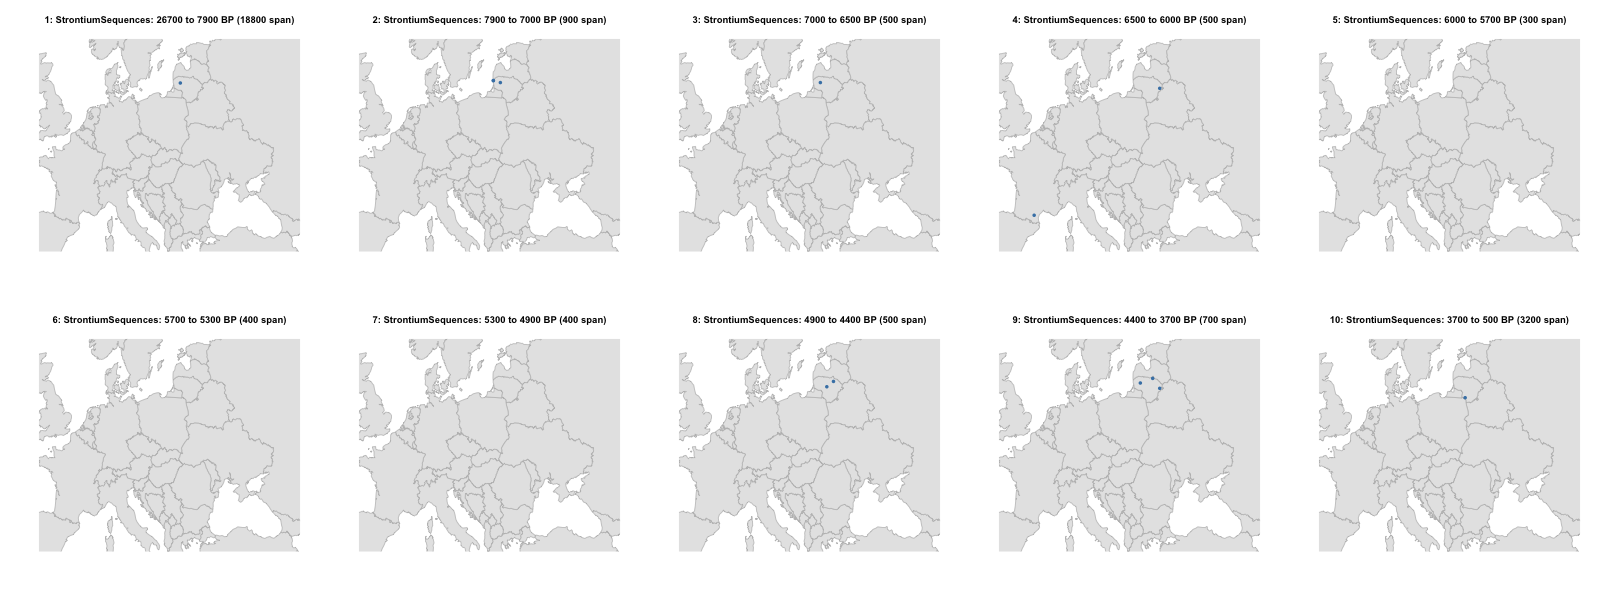 1: StrontiumSequences: 26700 to 7900 BP (18800 span)
2: StrontiumSequences: 7900 to 7000 BP (900 span)
3: StrontiumSequences: 7000 to 6500 BP (500 span)
4: StrontiumSequences: 6500 to 6000 BP (500 span)
5: StrontiumSequences: 6000 to 5700 BP (300 span)
6: StrontiumSequences: 5700 to 5300 BP (400 span)
7: StrontiumSequences: 5300 to 4900 BP (400 span)
8: StrontiumSequences: 4900 to 4400 BP (500 span)
9: StrontiumSequences: 4400 to 3700 BP (700 span)
10: StrontiumSequences: 3700 to 500 BP (3200 span)